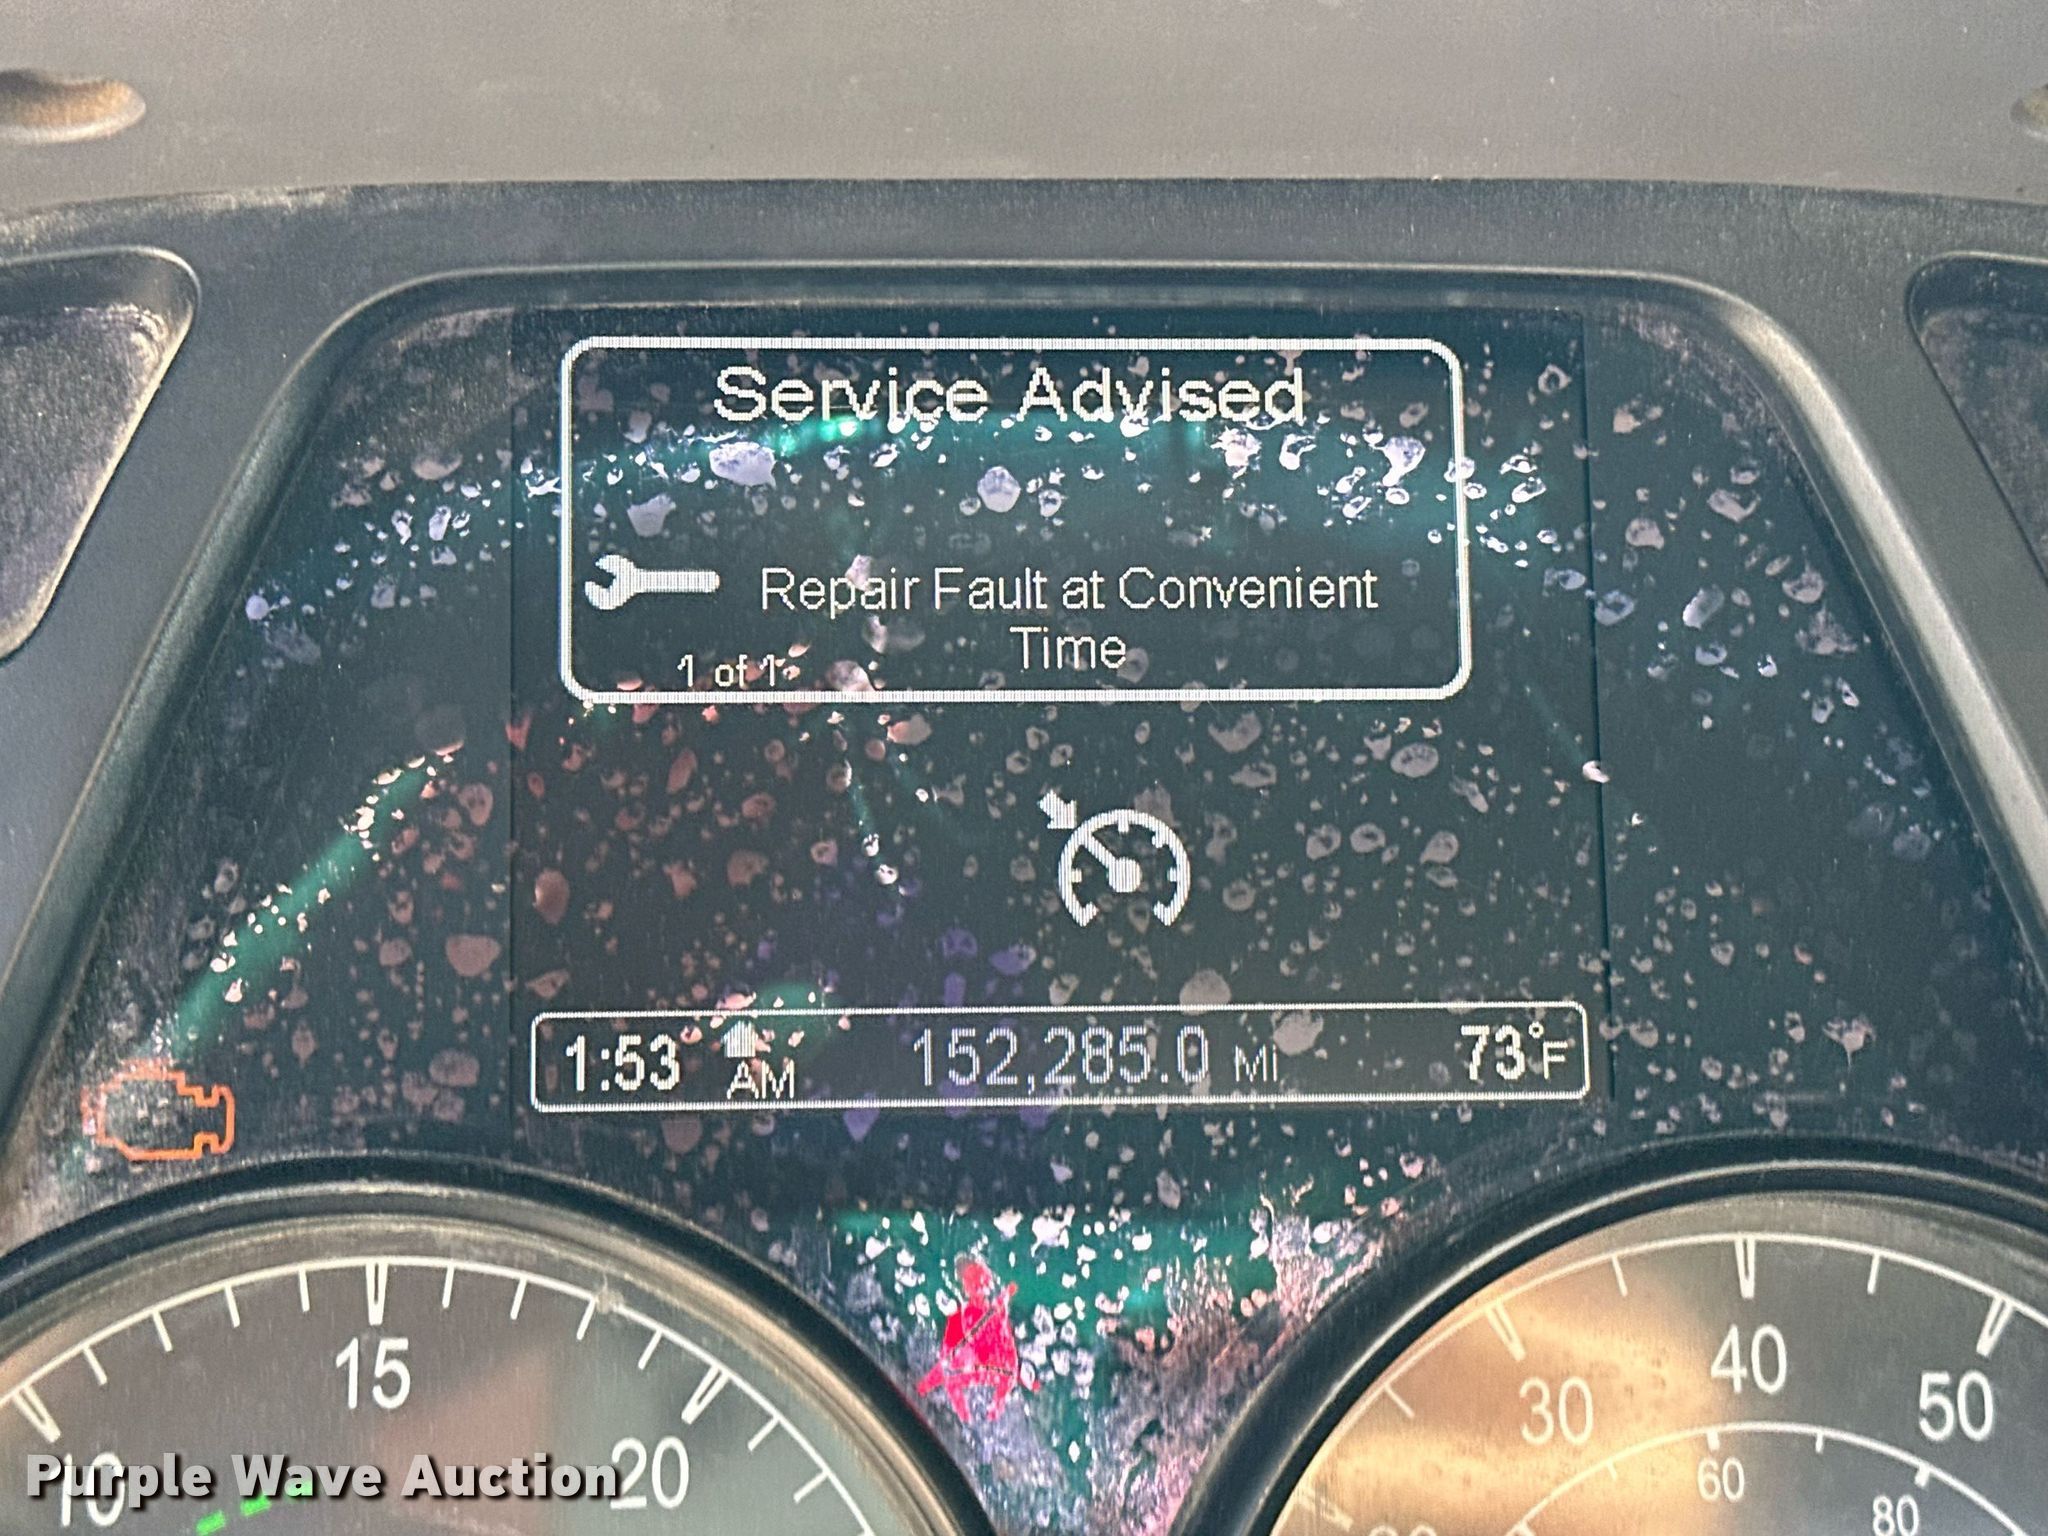 Service Advised
Repair Fault at Convenient
Time
1 of 1
1:53 AM 152,285.0 Mi 73°F
15
10
20
30
40
50
60
80
Purple Wave Auction